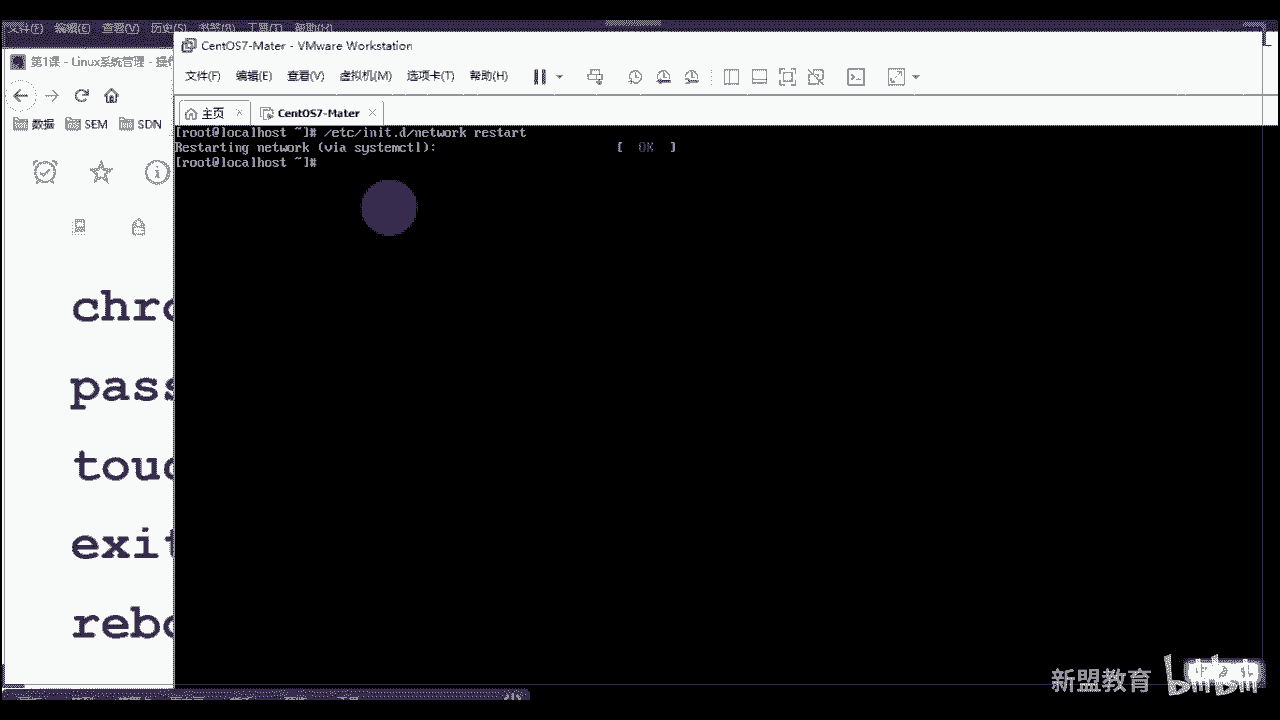 文件(F) 编辑(E) 查看(V) 历史(S) 书签(B) 工具(T) 帮助(H)
CentOS7-Mater - VMware Workstation
第1课 - Linux系统管理 - 操
文件(F) 编辑(E) 查看(V) 虚拟机(M) 选项卡(T) 帮助(H)
主页 CentOS7-Mater
数据 SEM SDN
[root@localhost ~]# /etc/init.d/network restart
Restarting network (via systemctl): [ OK ]
[root@localhost ~]#
chro
pass
touc
exit
rebo
新盟教育 bilibili